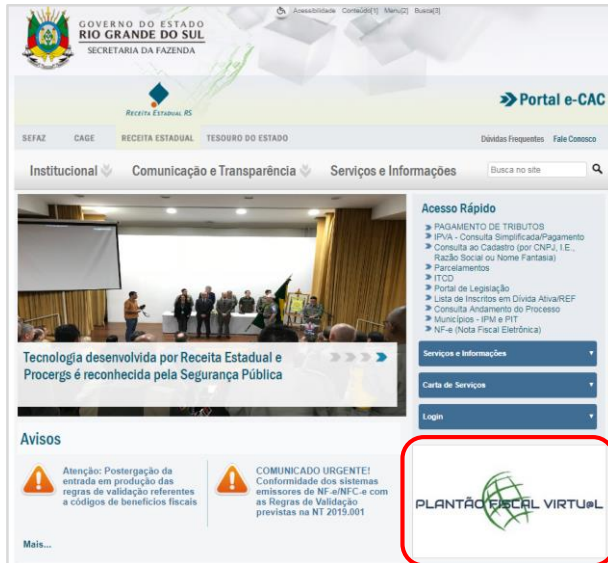 Acessibilidade Conteúdo[1] Menu[2] Busca[3]
GOVERNO DO ESTADO
RIO GRANDE DO SUL
SECRETARIA DA FAZENDA
RECEITA ESTADUAL RS
Portal e-CAC
SEFAZ CAGE RECEITA ESTADUAL TESOURO DO ESTADO Dúvidas Frequentes Fale Conosco
Institucional Comunicação e Transparência Serviços e Informações Busca no site
Acesso Rápido
PAGAMENTO DE TRIBUTOS
IPVA - Consulta Simplificada/Pagamento
Consulta ao Cadastro (por CNPJ, I.E.,
Razão Social ou Nome Fantasia)
Parcelamentos
ITCD
Portal de Legislação
Lista de Inscritos em Dívida Ativa/REF
Consulta Andamento do Processo
Municípios - IPM e PIT
NF-e (Nota Fiscal Eletrônica)
Tecnologia desenvolvida por Receita Estadual e
Procergs é reconhecida pela Segurança Pública
Serviços e Informações
Carta de Serviços
Login
Avisos
Atenção: Postergação da
entrada em produção das
regras de validação referentes
a códigos de benefícios fiscais
COMUNICADO URGENTE!
Conformidade dos sistemas
emissores de NF-e/NFC-e com
as Regras de Validação
previstas na NT 2019.001
Mais...
PLANTÃO FISCAL VIRTU@L